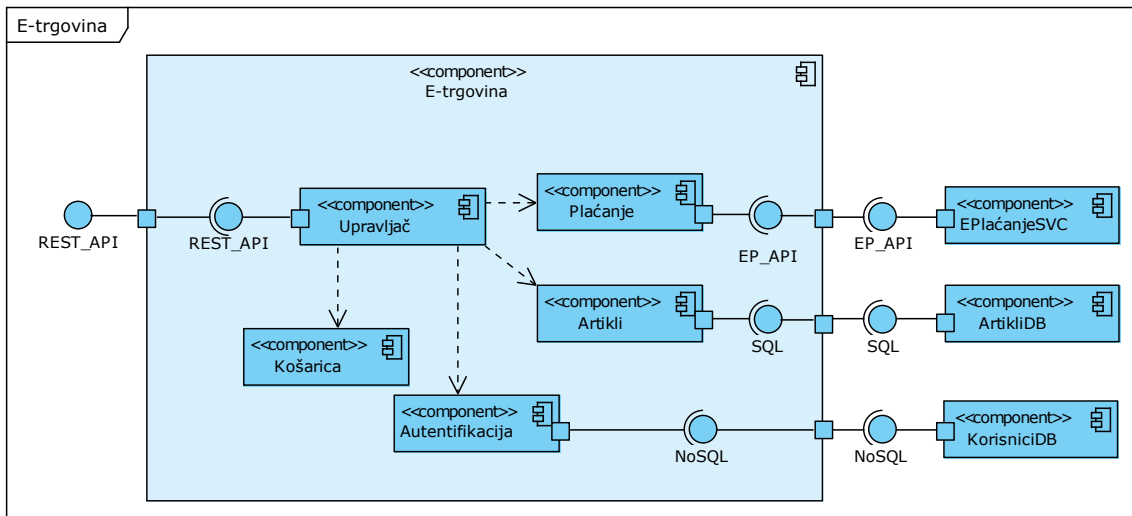 E-trgovina
<<component>>
E-trgovina
<<component>>
Upravljač
<<component>>
Plaćanje
<<component>>
EPlaćanjeSVC
REST_API
REST_API
EP_API
EP_API
<<component>>
Artikli
<<component>>
ArtikliDB
SQL
SQL
<<component>>
Košarica
<<component>>
Autentifikacija
<<component>>
KorisniciDB
NoSQL
NoSQL